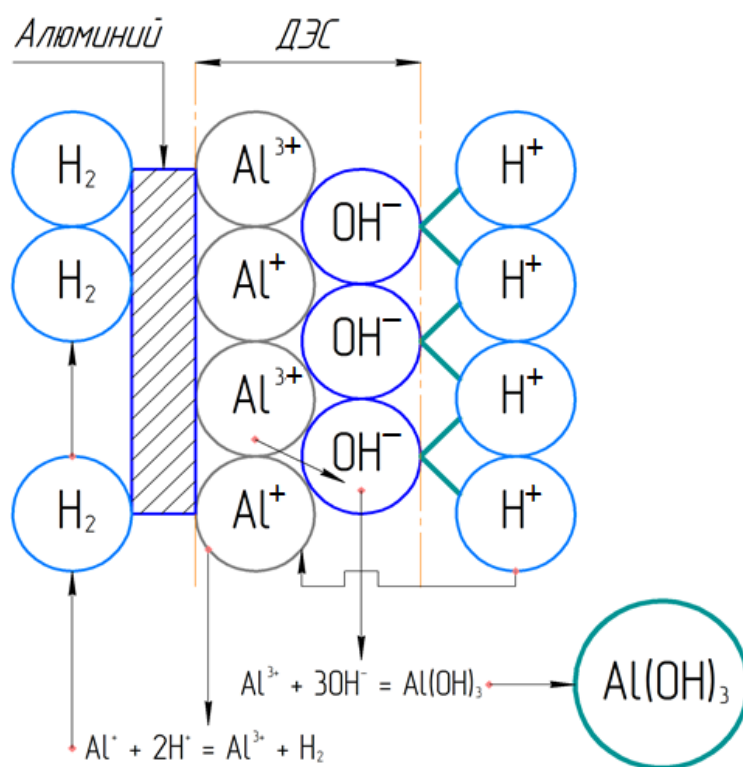 Алюминий
ДЭС
H₂ Al³⁺ H⁺
OH⁻
H₂ Al⁺ H⁺
OH⁻
Al³⁺ H⁺
OH⁻
H₂ Al⁺ H⁺
Al³⁺ + 3OH⁻ = Al(OH)₃
Al(OH)₃
Al⁺ + 2H⁺ = Al³⁺ + H₂